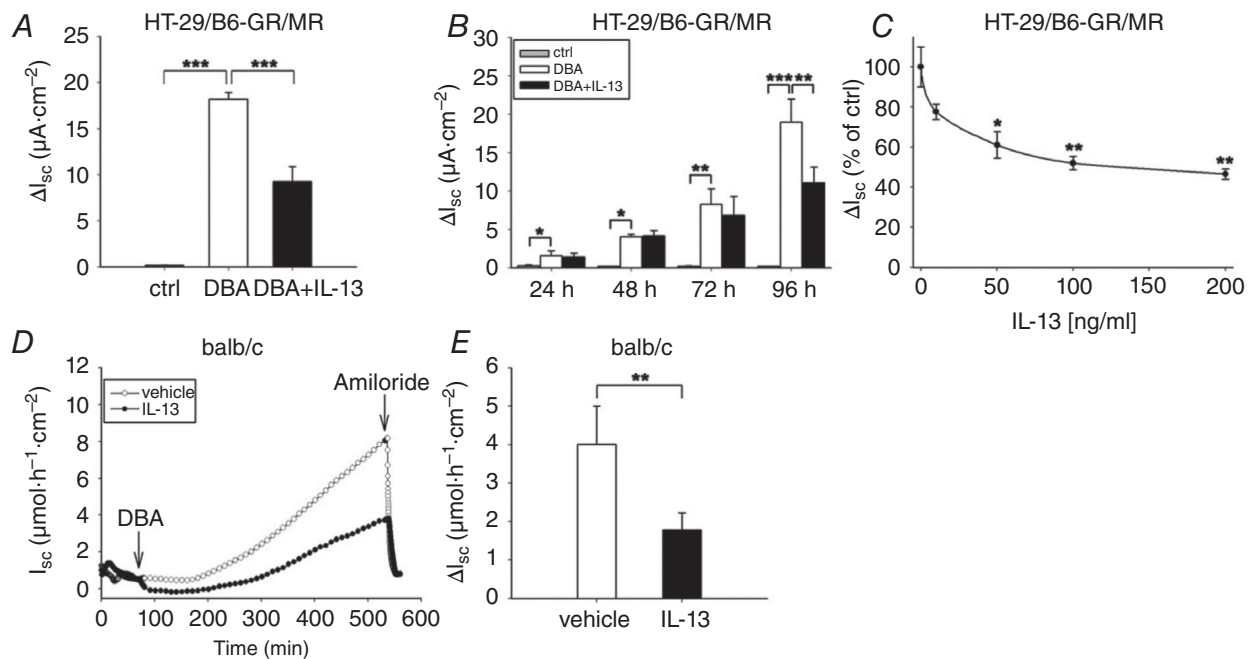 A
HT-29/B6-GR/MR
ΔIsc (µA·cm−2)
25
20
15
10
5
0
***
***
ctrl
DBA
DBA+IL-13
B
HT-29/B6-GR/MR
ΔIsc (µA·cm−2)
30
25
20
15
10
5
0
ctrl
DBA
DBA+IL-13
*
*
**
***
**
24 h
48 h
72 h
96 h
C
HT-29/B6-GR/MR
ΔIsc (% of ctrl)
100
80
60
40
20
0
*
**
**
0
50
100
150
200
IL-13 [ng/ml]
D
balb/c
Isc (µmol·h−1·cm−2)
12
10
8
6
4
2
0
vehicle
IL-13
DBA
Amiloride
0
100
200
300
400
500
600
Time (min)
E
balb/c
ΔIsc (µmol·h−1·cm−2)
6
5
4
3
2
1
0
**
vehicle
IL-13